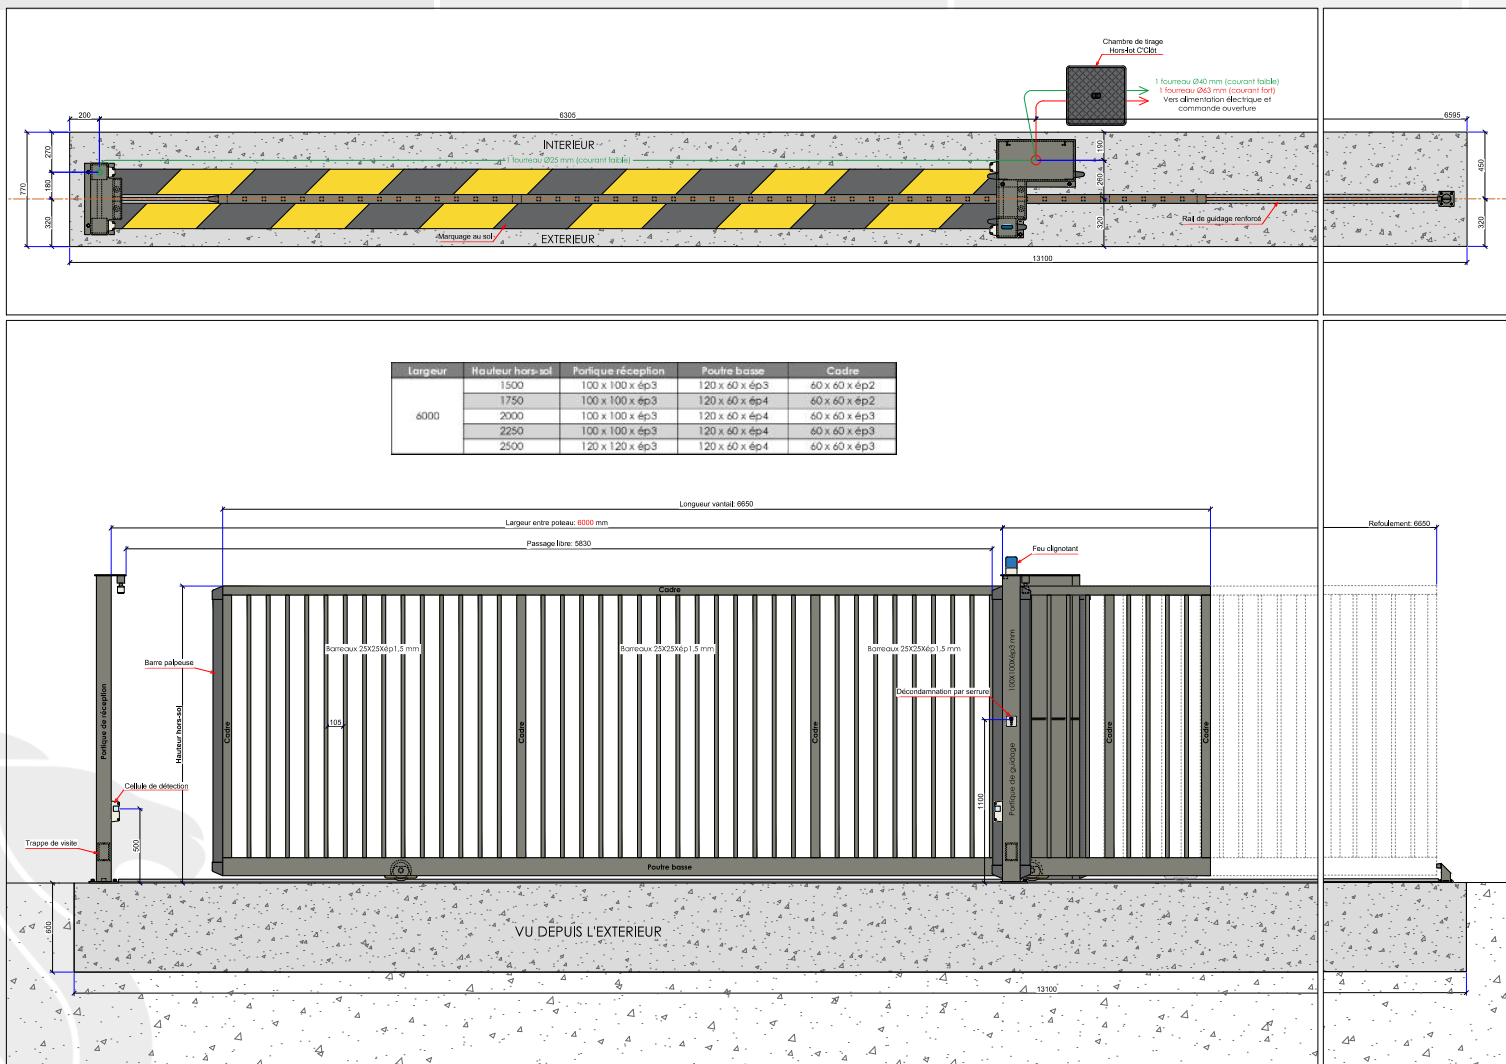 Chambre de tirage
Hors-lot C'Clôt
1 fourreau Ø40 mm (courant faible)
1 fourreau Ø63 mm (courant fort)
Vers alimentation électrique et
commande ouverture
200
6305
6595
INTERIEUR
1 fourreau Ø25 mm (courant faible)
770
270
180
320
190
260
320
450
320
Rail de guidage renforcé
Marquage au sol
EXTERIEUR
13100
Largeur Hauteur hors-sol Portique réception Poutre basse Cadre
6000
1500 100 x 100 x ép3 120 x 60 x ép3 60 x 60 x ép2
1750 100 x 100 x ép3 120 x 60 x ép4 60 x 60 x ép2
2000 100 x 100 x ép3 120 x 60 x ép4 60 x 60 x ép3
2250 100 x 100 x ép3 120 x 60 x ép4 60 x 60 x ép3
2500 120 x 120 x ép3 120 x 60 x ép4 60 x 60 x ép3
Longueur vantail: 6650
Largeur entre poteau: 6000 mm
Refoulement: 6650
Passage libre: 5830
Feu clignotant
Cadre
Barreaux 25X25Xép1,5 mm
Barreaux 25X25Xép1,5 mm
Barreaux 25X25Xép1,5 mm
Barre palpeuse
Décondamnation par serrure
100X100Xép3 mm
Portique de guidage
Portique de réception
Hauteur hors-sol
Cadre
Cadre
Cadre
Cadre
Cadre
105
Cellule de détection
1100
500
Trappe de visite
Poutre basse
600
VU DEPUIS L'EXTERIEUR
13100